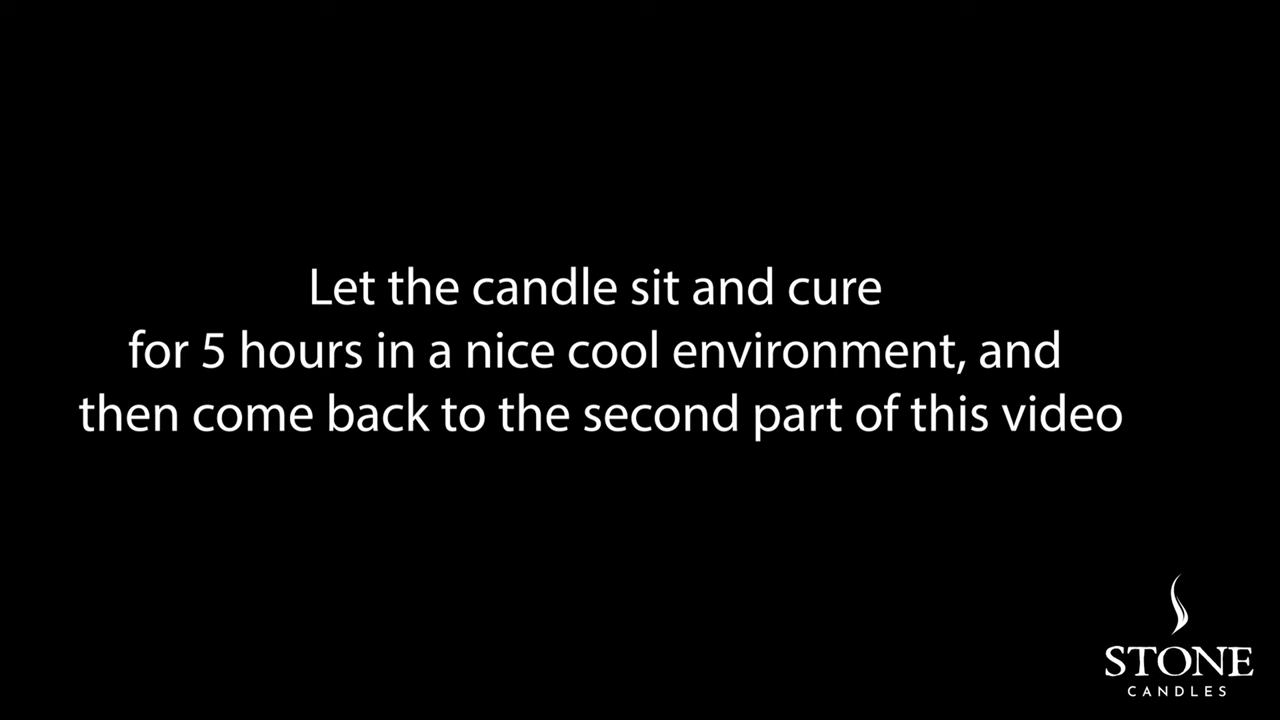 Let the candle sit and cure
for 5 hours in a nice cool environment, and
then come back to the second part of this video
STONE
CANDLES